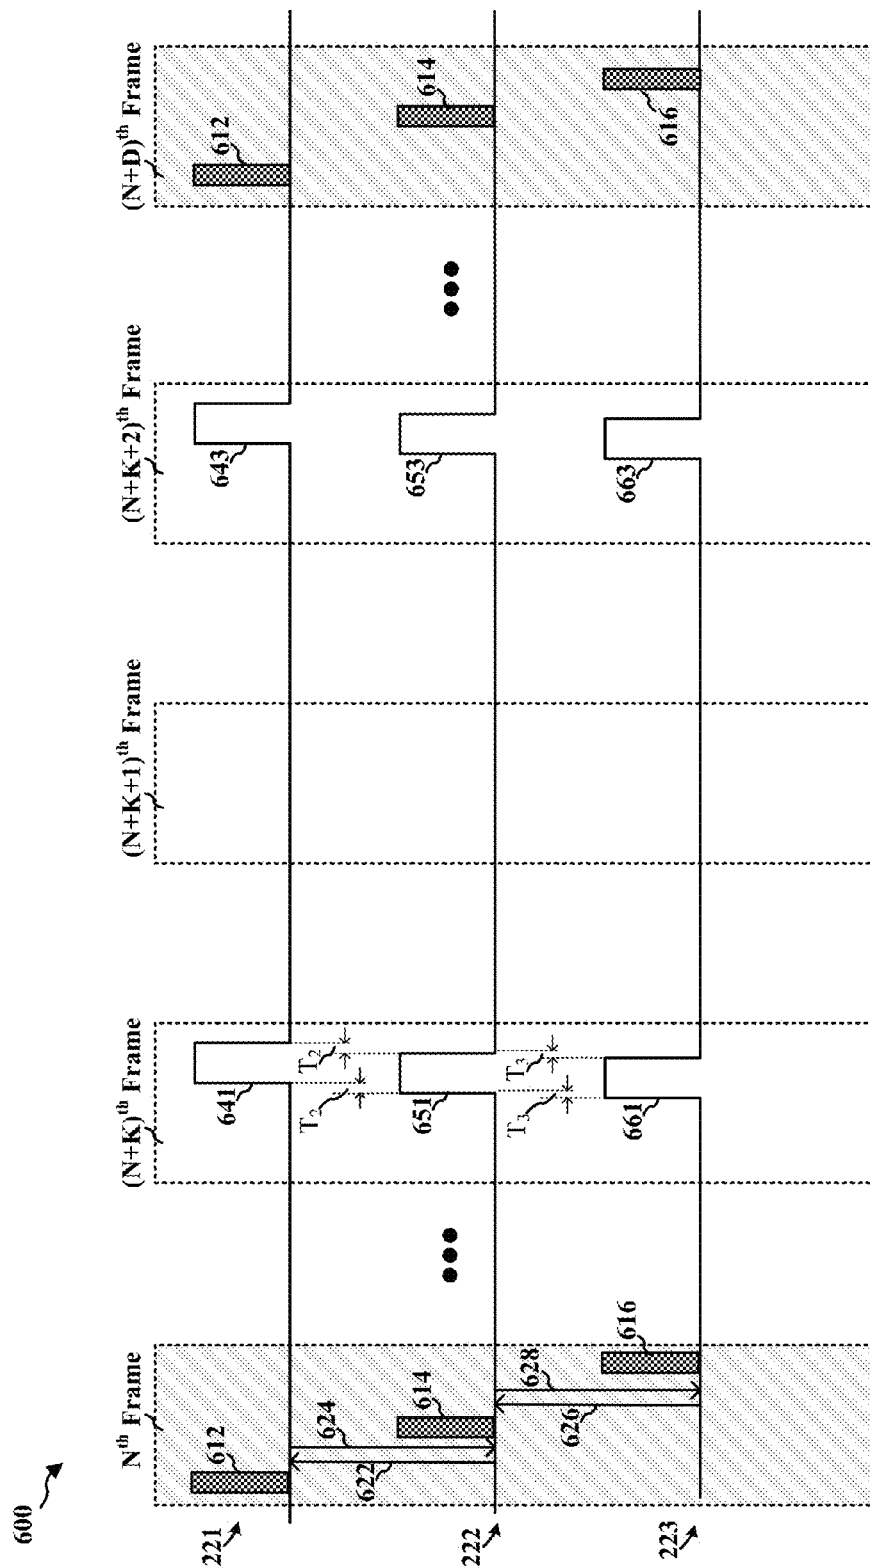 600
Nth Frame
(N+K)th Frame
(N+K+1)th Frame
(N+K+2)th Frame
(N+D)th Frame
221
612
641
643
612
T2
T2
624
622
222
614
651
653
614
T3
T3
628
626
223
616
661
663
616